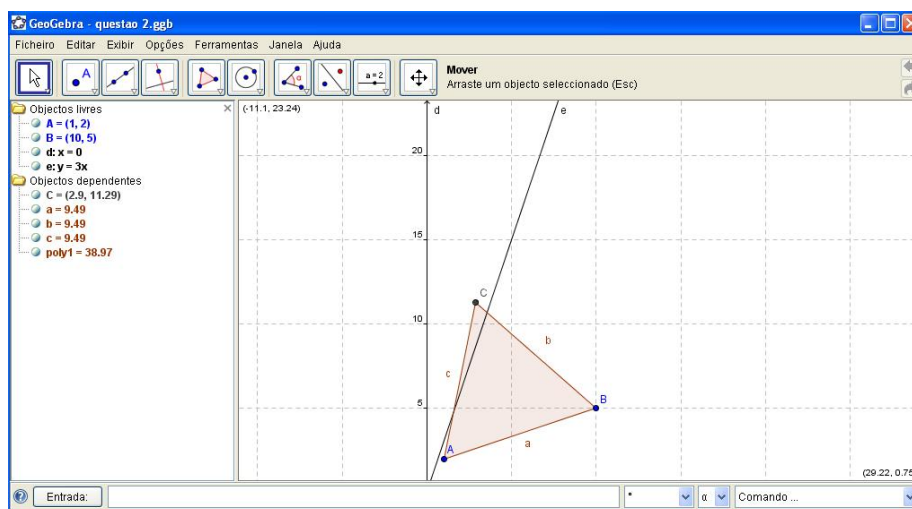 GeoGebra - questao 2.ggb
Ficheiro Editar Exibir Opções Ferramentas Janela Ajuda
A
α
a = 2
Mover
Arraste um objecto seleccionado (Esc)
Objectos livres
A = (1, 2)
B = (10, 5)
d: x = 0
e: y = 3x
Objectos dependentes
C = (2.9, 11.29)
a = 9.49
b = 9.49
c = 9.49
poly1 = 38.97
(-11.1, 23.24)
d
e
20
15
C
10
b
c
5
B
A
a
(29.22, 0.75
Entrada:
°
α
Comando ...